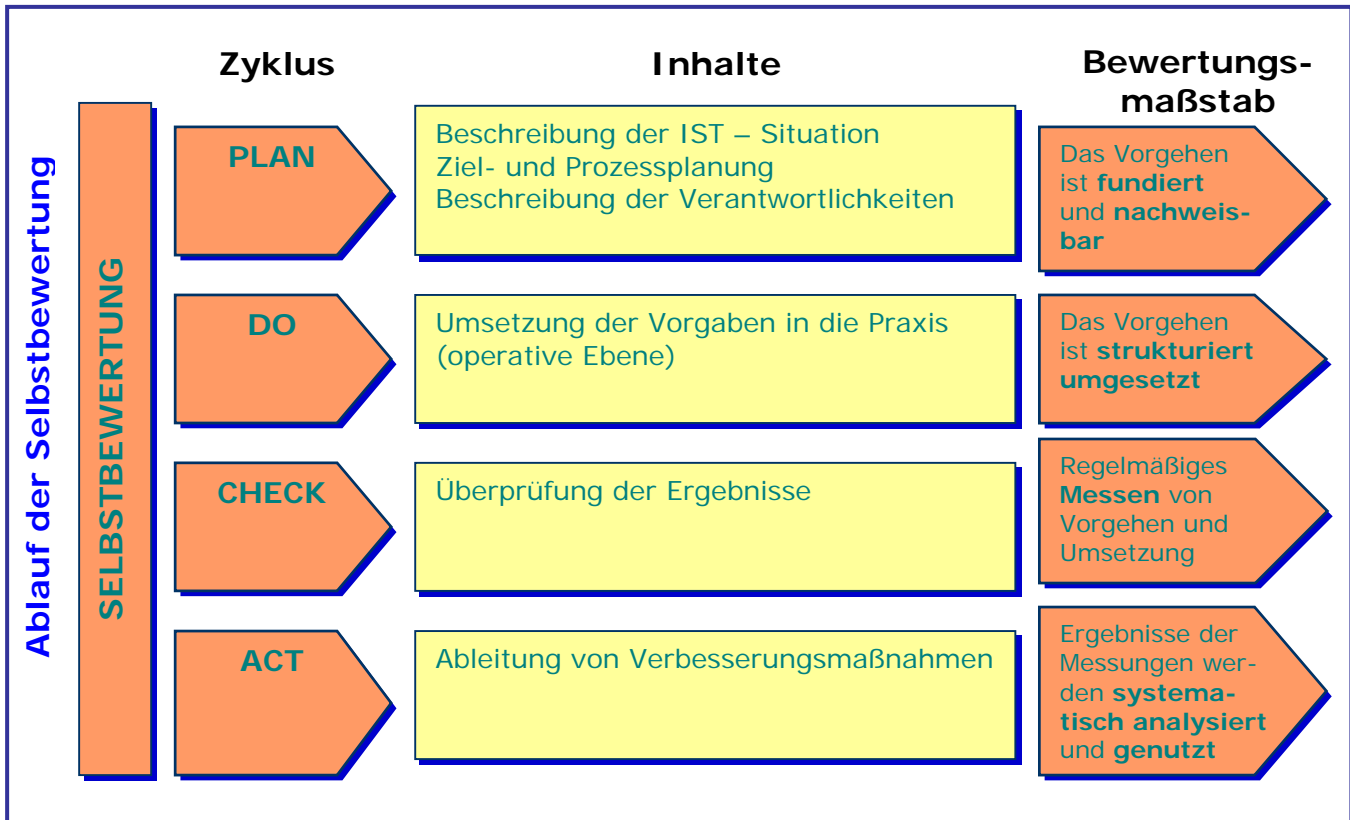 Zyklus
Inhalte
Bewertungs-
maßstab
Ablauf der Selbstbewertung
SELBSTBEWERTUNG
PLAN
Beschreibung der IST – Situation
Ziel- und Prozessplanung
Beschreibung der Verantwortlichkeiten
Das Vorgehen
ist fundiert
und nachweis-
bar
DO
Umsetzung der Vorgaben in die Praxis
(operative Ebene)
Das Vorgehen
ist strukturiert
umgesetzt
CHECK
Überprüfung der Ergebnisse
Regelmäßiges
Messen von
Vorgehen und
Umsetzung
ACT
Ableitung von Verbesserungsmaßnahmen
Ergebnisse der
Messungen wer-
den systema-
tisch analysiert
und genutzt